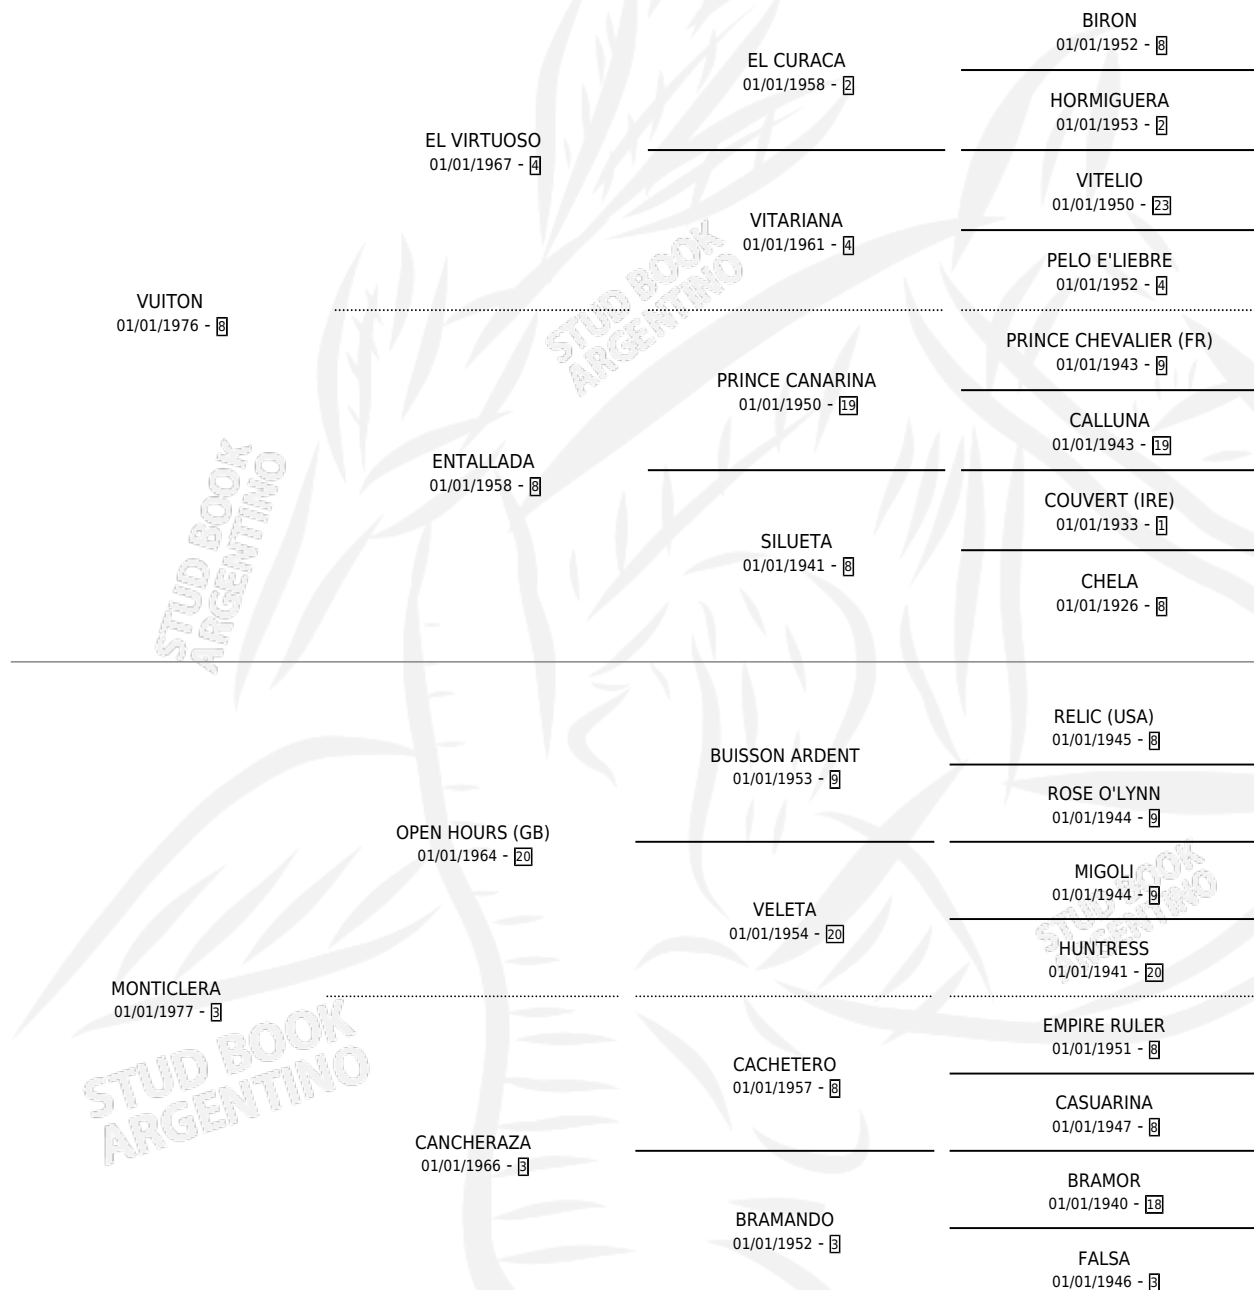 BIRON
01/01/1952 - 8
EL CURACA
01/01/1958 - 2
HORMIGUERA
01/01/1953 - 2
EL VIRTUOSO
01/01/1967 - 4
VITELIO
01/01/1950 - 23
VITARIANA
01/01/1961 - 4
PELO E'LIEBRE
01/01/1952 - 4
VUITON
01/01/1976 - 8
STUD BOOK
ARGENTINO
PRINCE CHEVALIER (FR)
01/01/1943 - 9
PRINCE CANARINA
01/01/1950 - 19
CALLUNA
01/01/1943 - 19
ENTALLADA
01/01/1958 - 8
COUVERT (IRE)
01/01/1933 - 1
SILUETA
01/01/1941 - 8
CHELA
01/01/1926 - 8
STUD BOOK
ARGENTINO
RELIC (USA)
01/01/1945 - 8
BUISSON ARDENT
01/01/1953 - 9
ROSE O'LYNN
01/01/1944 - 9
OPEN HOURS (GB)
01/01/1964 - 20
MIGOLI
01/01/1944 - 9
VELETA
01/01/1954 - 20
STUD BOOK
ARGENTINO
HUNTRESS
01/01/1941 - 20
MONTICLERA
01/01/1977 - 3
EMPIRE RULER
01/01/1951 - 8
STUD BOOK
ARGENTINO
CACHETERO
01/01/1957 - 8
CASUARINA
01/01/1947 - 8
CANCHERAZA
01/01/1966 - 3
BRAMOR
01/01/1940 - 18
BRAMANDO
01/01/1952 - 3
FALSA
01/01/1946 - 3